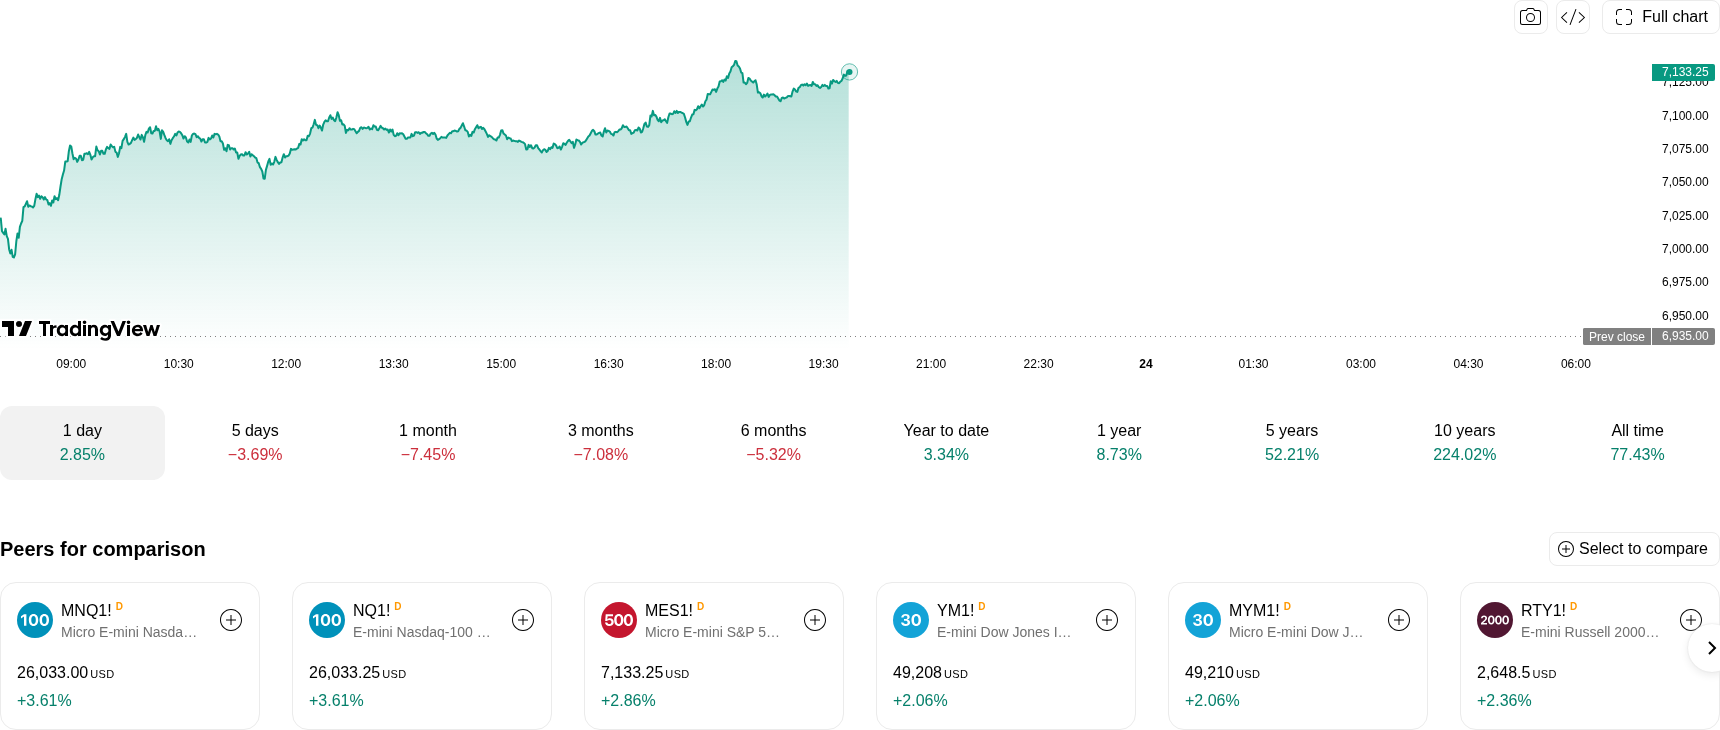 Full chart
7,133.25
7,125.00
7,100.00
7,075.00
7,050.00
7,025.00
7,000.00
6,975.00
6,950.00
TradingView
Prev close 6,935.00
09:00 10:30 12:00 13:30 15:00 16:30 18:00 19:30 21:00 22:30 24 01:30 03:00 04:30 06:00
1 day 5 days 1 month 3 months 6 months Year to date 1 year 5 years 10 years All time
2.85% −3.69% −7.45% −7.08% −5.32% 3.34% 8.73% 52.21% 224.02% 77.43%
Peers for comparison
Select to compare
100 MNQ1! D
Micro E-mini Nasda…
26,033.00 USD
+3.61%
100 NQ1! D
E-mini Nasdaq-100 …
26,033.25 USD
+3.61%
500 MES1! D
Micro E-mini S&P 5…
7,133.25 USD
+2.86%
30 YM1! D
E-mini Dow Jones I…
49,208 USD
+2.06%
30 MYM1! D
Micro E-mini Dow J…
49,210 USD
+2.06%
2000 RTY1! D
E-mini Russell 2000…
2,648.5 USD
+2.36%